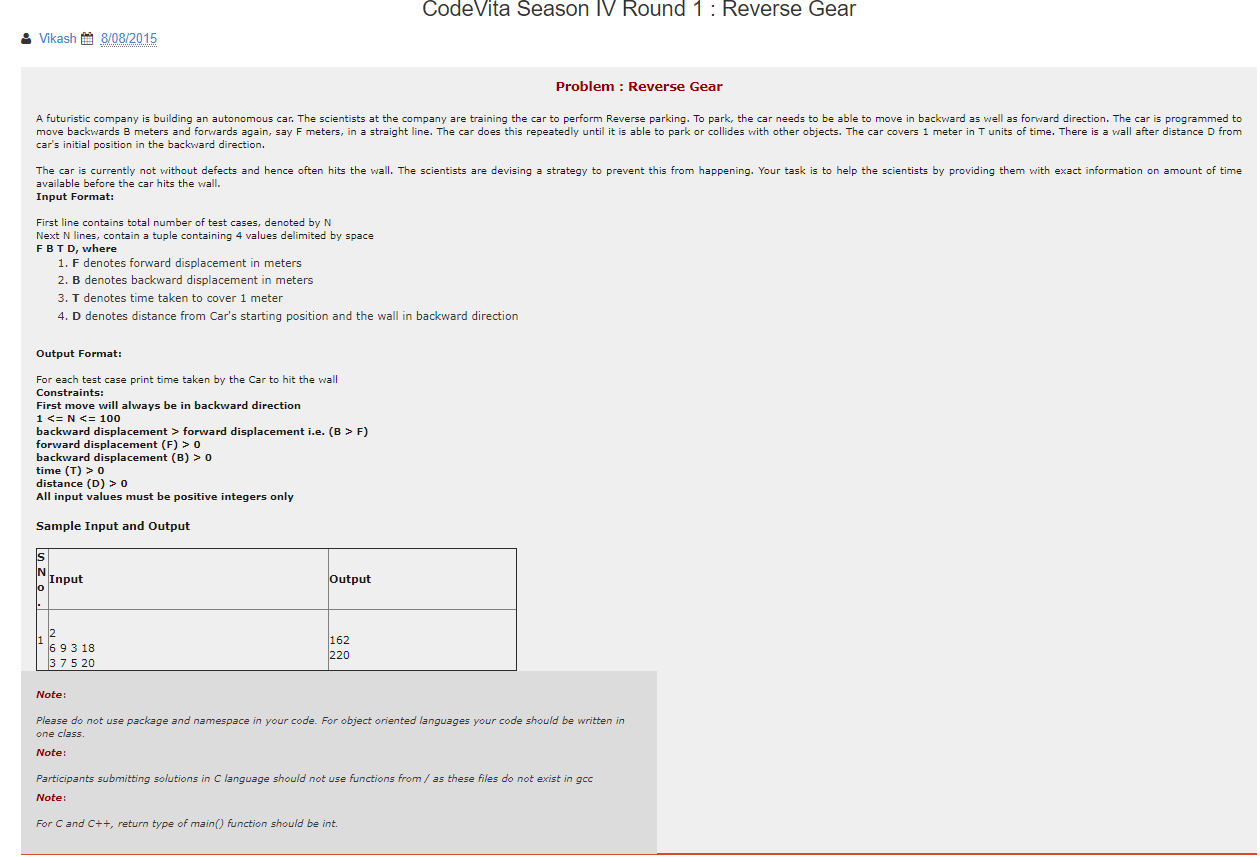 CodeVita Season IV Round 1 : Reverse Gear
Vikash 8/08/2015
Problem : Reverse Gear
A futuristic company is building an autonomous car. The scientists at the company are training the car to perform Reverse parking. To park, the car needs to be able to move in backward as well as forward direction. The car is programmed to
move backwards B meters and forwards again, say F meters, in a straight line. The car does this repeatedly until it is able to park or collides with other objects. The car covers 1 meter in T units of time. There is a wall after distance D from
car's initial position in the backward direction.
The car is currently not without defects and hence often hits the wall. The scientists are devising a strategy to prevent this from happening. Your task is to help the scientists by providing them with exact information on amount of time
available before the car hits the wall.
Input Format:
First line contains total number of test cases, denoted by N
Next N lines, contain a tuple containing 4 values delimited by space
F B T D, where
1. F denotes forward displacement in meters
2. B denotes backward displacement in meters
3. T denotes time taken to cover 1 meter
4. D denotes distance from Car's starting position and the wall in backward direction
Output Format:
For each test case print time taken by the Car to hit the wall
Constraints:
First move will always be in backward direction
1 <= N <= 100
backward displacement > forward displacement i.e. (B > F)
forward displacement (F) > 0
backward displacement (B) > 0
time (T) > 0
distance (D) > 0
All input values must be positive integers only
Sample Input and Output
S
N
o
.
Input
Output
1
2
6 9 3 18
3 7 5 20
162
220
Note:
Please do not use package and namespace in your code. For object oriented languages your code should be written in
one class.
Note:
Participants submitting solutions in C language should not use functions from / as these files do not exist in gcc
Note:
For C and C++, return type of main() function should be int.